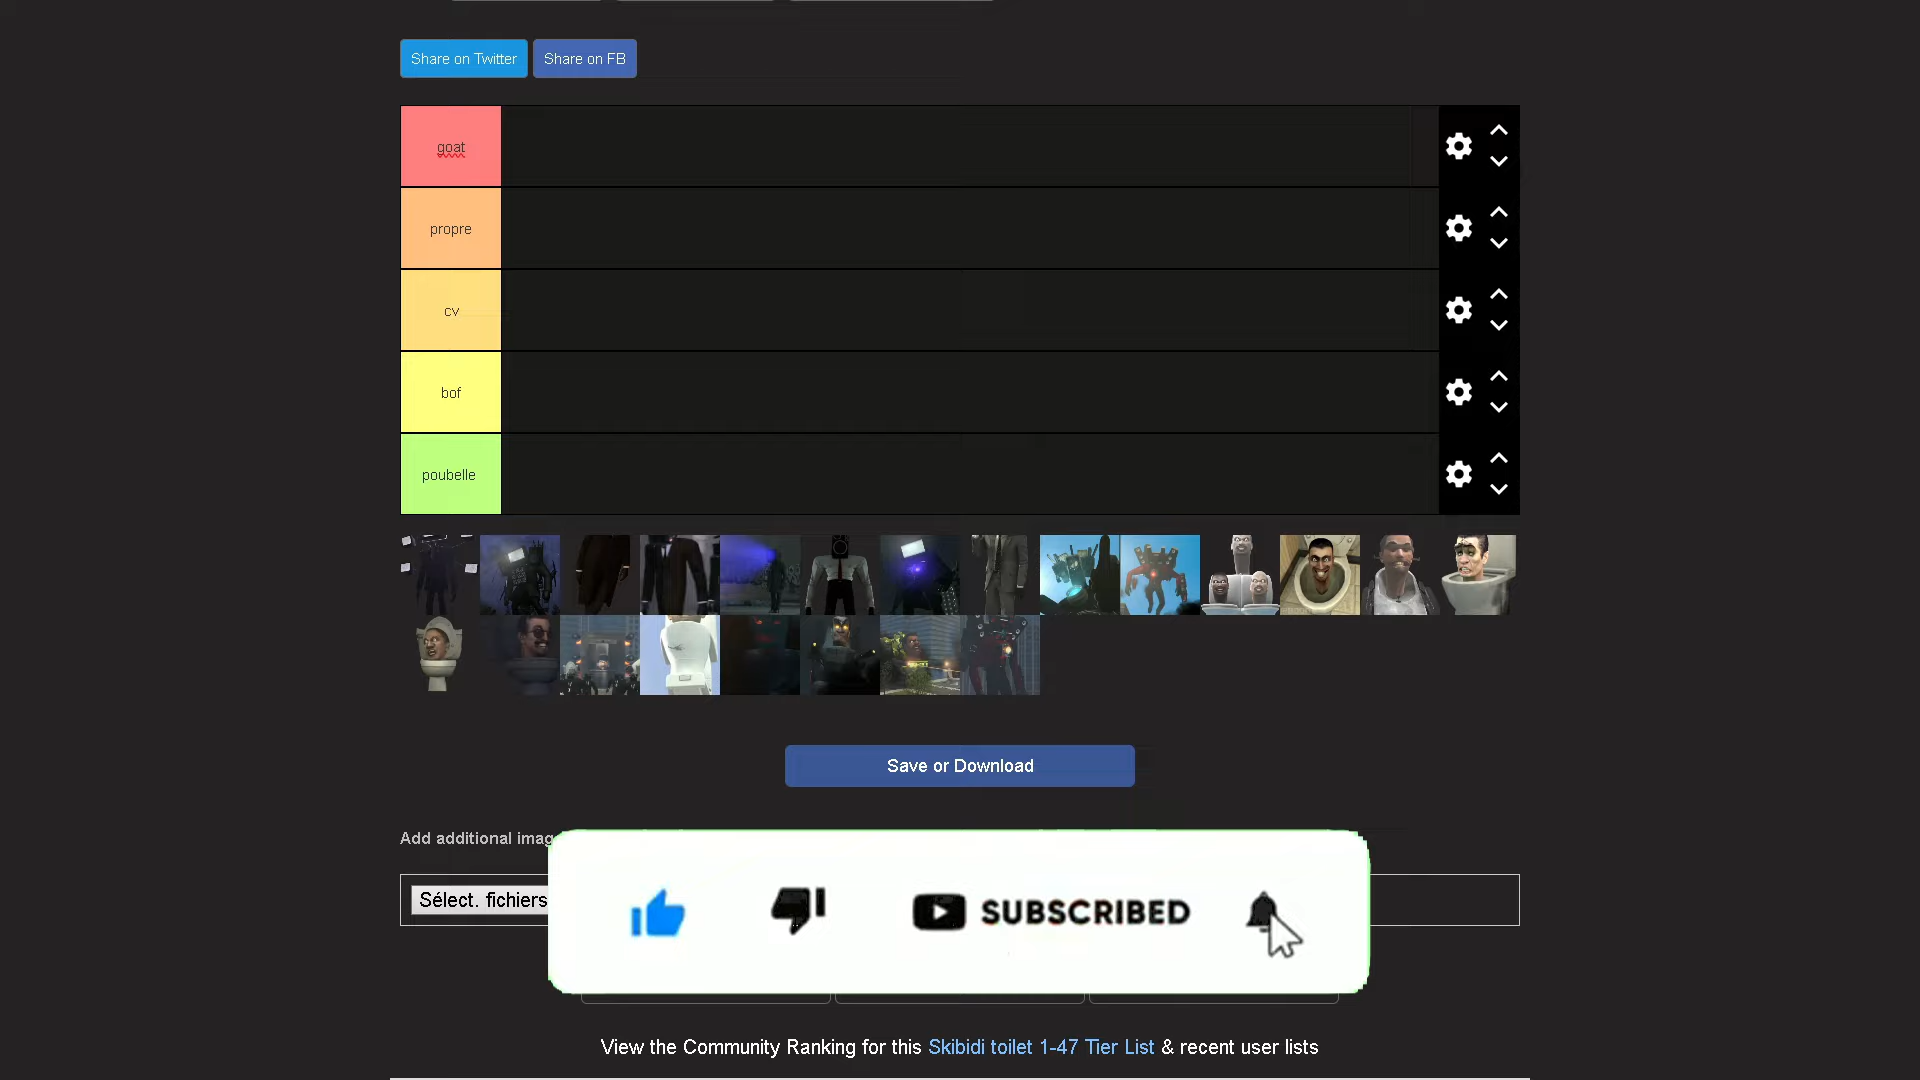 Share on Twitter Share on FB
goat
propre
cv
bof
poubelle
Save or Download
Add additional imag
Sélect. fichiers
SUBSCRIBED
View the Community Ranking for this Skibidi toilet 1-47 Tier List & recent user lists